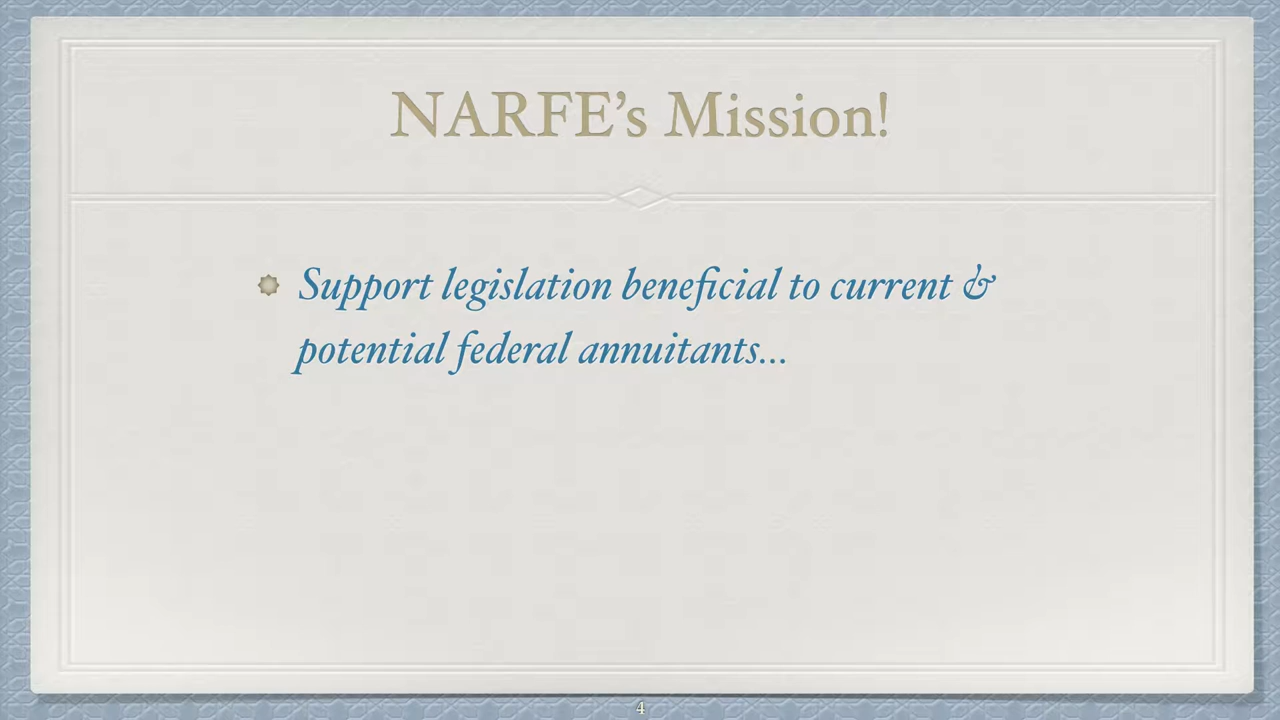 NARFE’s Mission!
Support legislation beneficial to current &
potential federal annuitants...
4